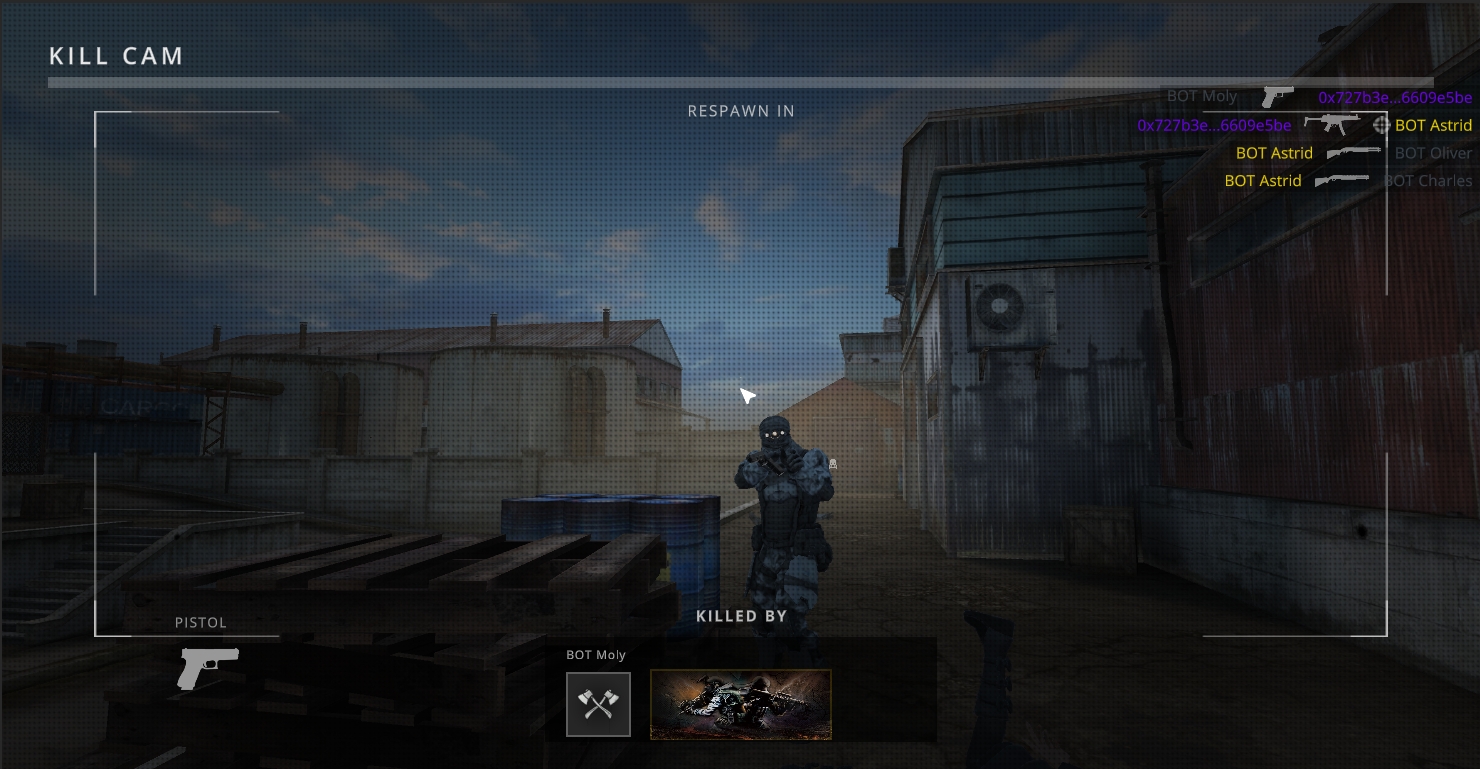 KILL CAM
RESPAWN IN
BOT Moly 0x727b3e...6609e5be
0x727b3e...6609e5be BOT Astrid
BOT Astrid BOT Oliver
BOT Astrid BOT Charles
CARGO
KILLED BY
PISTOL
BOT Moly